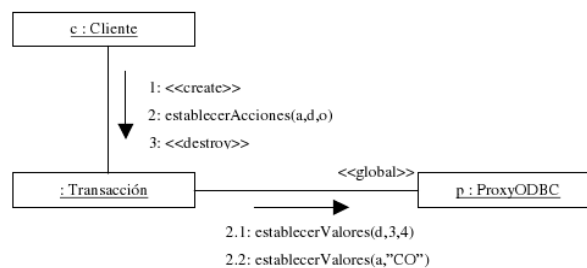 c : Cliente
1: <<create>>
2: establecerAcciones(a,d,o)
3: <<destroy>>
<<global>>
: Transacción
p : ProxyODBC
2.1: establecerValores(d,3,4)
2.2: establecerValores(a,”CO”)